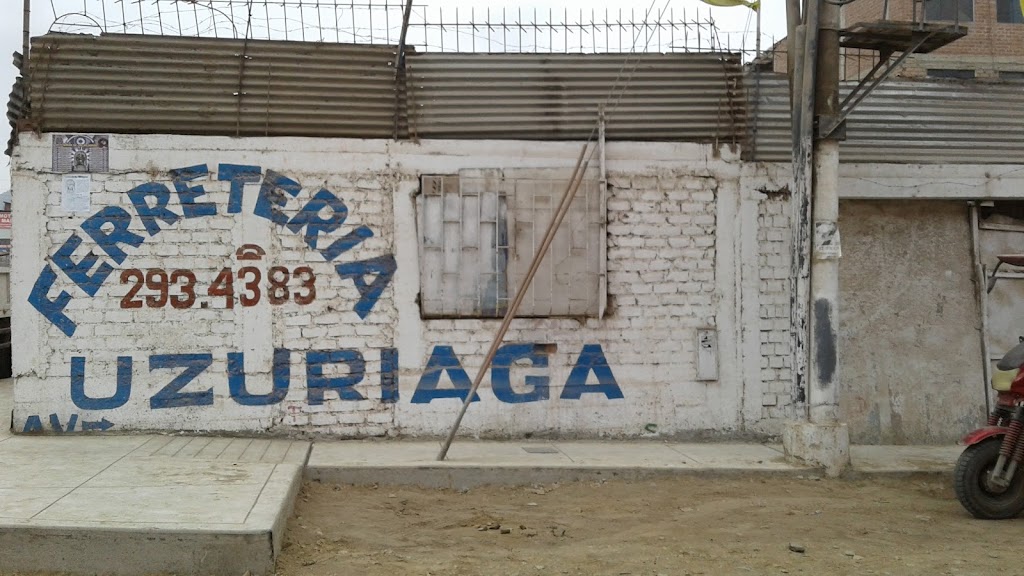 FERRETERIA
293.4383
UZURIAGA
AV